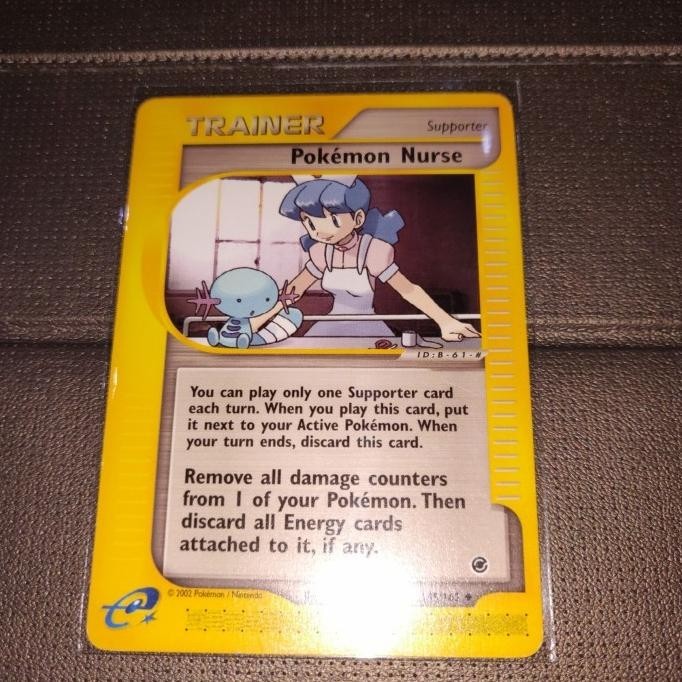 TRAINER
Supporter
Pokémon Nurse
ID:B-61-#
You can play only one Supporter card
each turn. When you play this card, put
it next to your Active Pokémon. When
your turn ends, discard this card.
Remove all damage counters
from 1 of your Pokémon. Then
discard all Energy cards
attached to it, if any.
© 2002 Pokémon / Nintendo
e